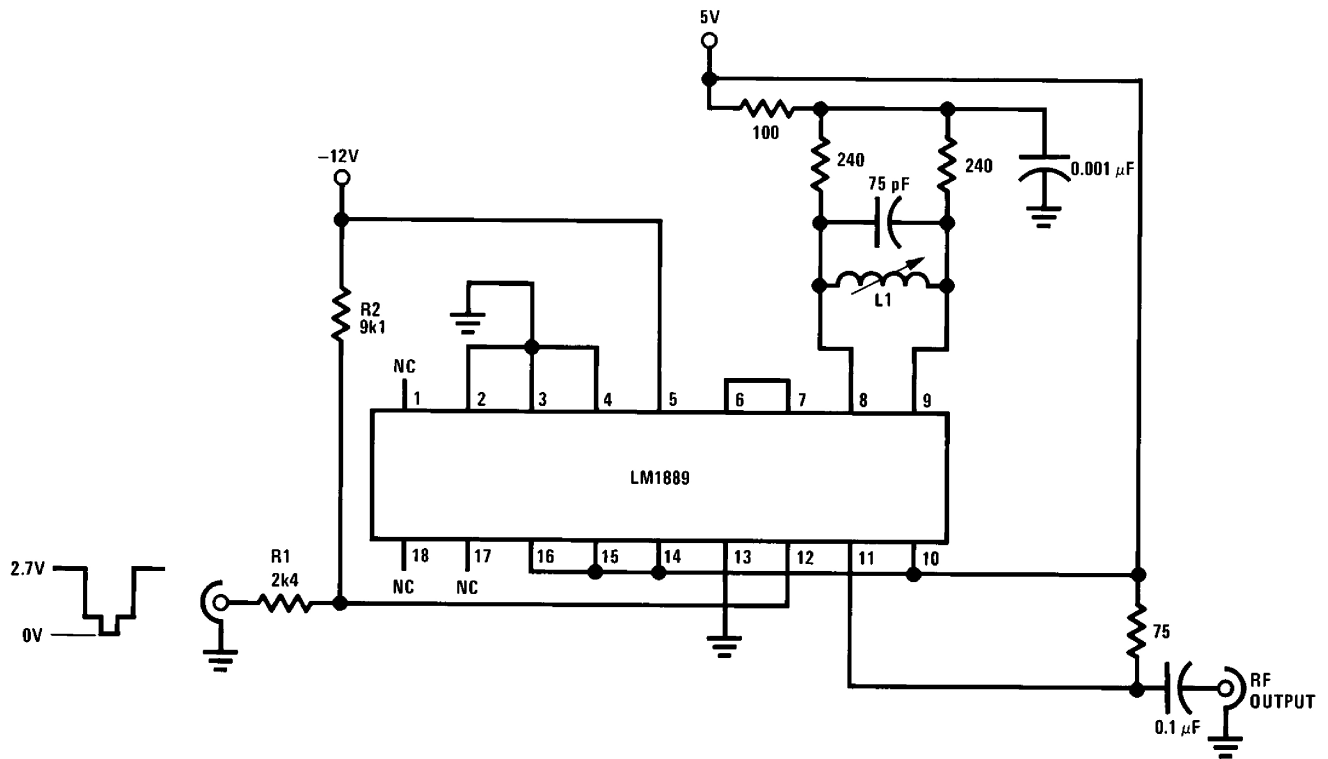 5V
100
240
240
0.001 μF
75 pF
L1
–12V
R2
9k1
NC
1
2
3
4
5
6
7
8
9
LM1889
18
17
16
15
14
13
12
11
10
NC
NC
2.7V
0V
R1
2k4
75
0.1 μF
RF
OUTPUT